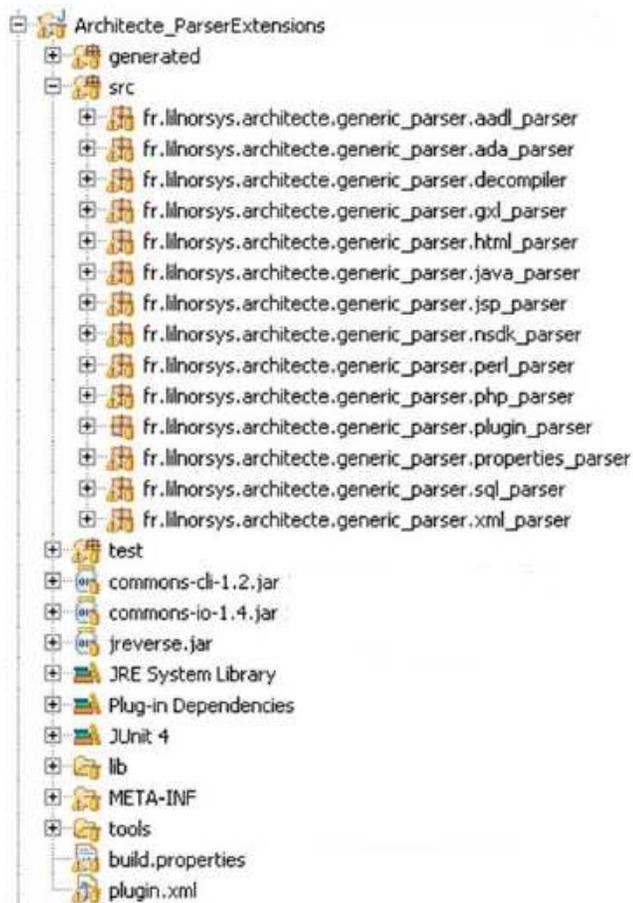 Architecte_ParserExtensions
generated
src
fr.lilnorsys.architecte.generic_parser.aadl_parser
fr.lilnorsys.architecte.generic_parser.ada_parser
fr.lilnorsys.architecte.generic_parser.decompiler
fr.lilnorsys.architecte.generic_parser.gxl_parser
fr.lilnorsys.architecte.generic_parser.html_parser
fr.lilnorsys.architecte.generic_parser.java_parser
fr.lilnorsys.architecte.generic_parser.jsp_parser
fr.lilnorsys.architecte.generic_parser.nsdk_parser
fr.lilnorsys.architecte.generic_parser.perl_parser
fr.lilnorsys.architecte.generic_parser.php_parser
fr.lilnorsys.architecte.generic_parser.plugin_parser
fr.lilnorsys.architecte.generic_parser.properties_parser
fr.lilnorsys.architecte.generic_parser.sql_parser
fr.lilnorsys.architecte.generic_parser.xml_parser
test
commons-cli-1.2.jar
commons-io-1.4.jar
jreverse.jar
JRE System Library
Plug-in Dependencies
JUnit 4
lib
META-INF
tools
build.properties
plugin.xml